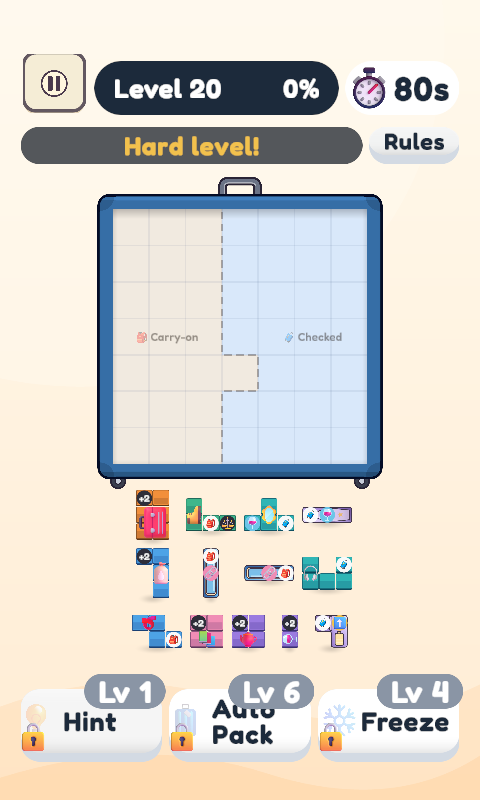 Level 20 0%
80s
Hard level!
Rules
Carry-on
Checked
+2
+2
+2 +2 +2
Lv 1
Lv 6
Lv 4
Hint
Auto
Pack
Freeze